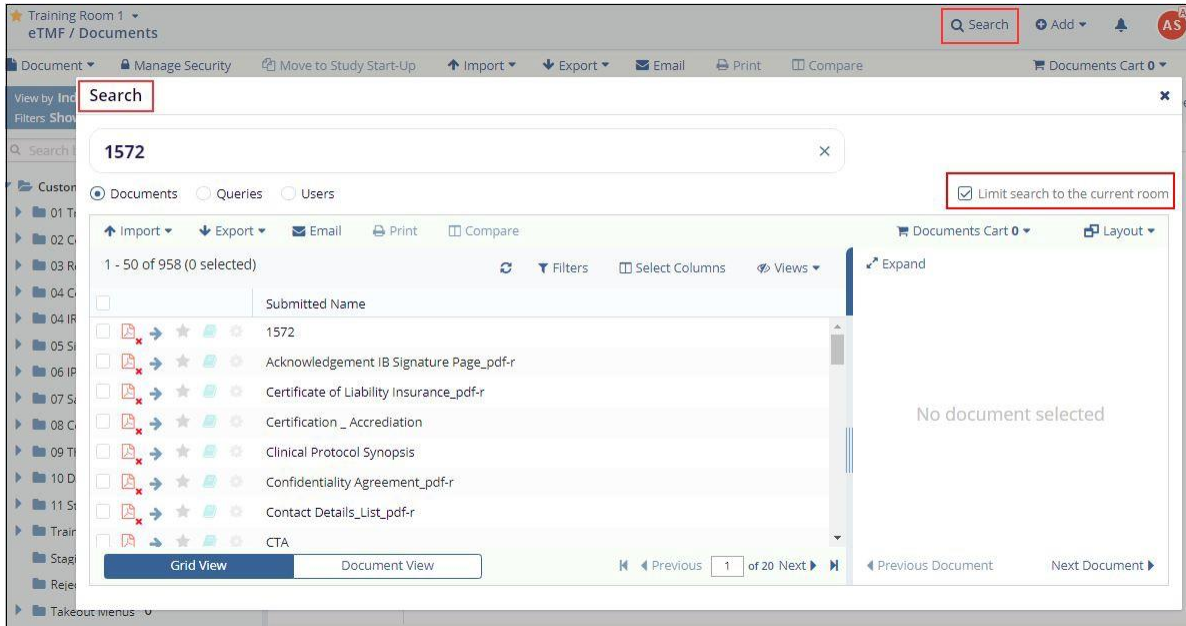 Training Room 1
eTMF / Documents
Search
Add
AS
Document
Manage Security
Move to Study Start-Up
Import
Export
Email
Print
Compare
Documents Cart 0
View by
Filters
Search
Search
1572
Documents
Queries
Users
Limit search to the current room
Import
Export
Email
Print
Compare
Documents Cart 0
Layout
1 - 50 of 958 (0 selected)
Filters
Select Columns
Views
Expand
Submitted Name
1572
Acknowledgement IB Signature Page_pdf-r
Certificate of Liability Insurance_pdf-r
Certification _ Accrediation
Clinical Protocol Synopsis
Confidentiality Agreement_pdf-r
Contact Details_List_pdf-r
CTA
No document selected
Grid View
Document View
Previous
1
of 20 Next
Previous Document
Next Document
Custom
01
02
03
04
04
05
06
07
08
09
10
11
Takeout Menus